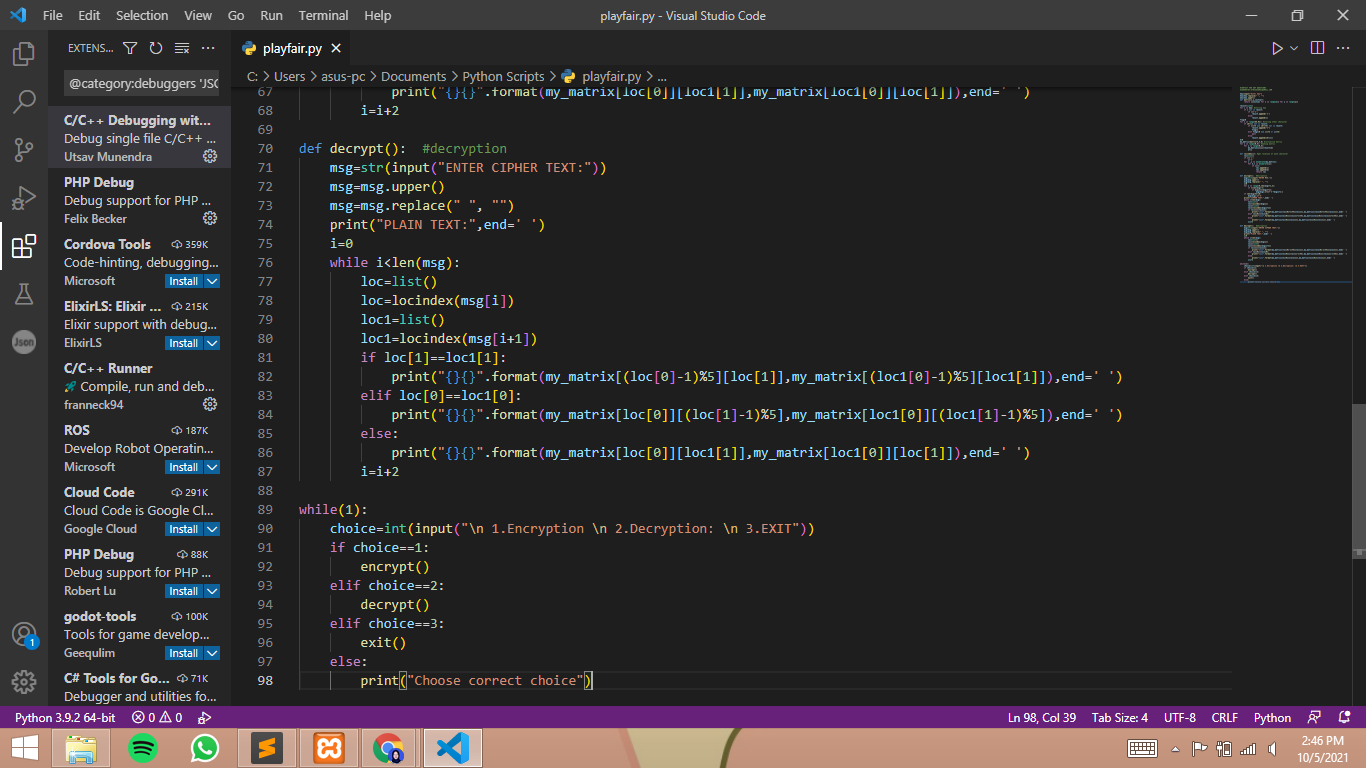 File Edit Selection View Go Run Terminal Help
playfair.py - Visual Studio Code
EXTENS...
playfair.py
@category:debuggers 'JSO
C: > Users > asus-pc > Documents > Python Scripts > playfair.py > ...
C/C++ Debugging wit...
Debug single file C/C++ ...
Utsav Munendra
PHP Debug
Debug support for PHP ...
Felix Becker
Cordova Tools 359K
Code-hinting, debugging...
Microsoft Install
ElixirLS: Elixir ... 215K
Elixir support with debug...
ElixirLS Install
C/C++ Runner
🚀 Compile, run and deb...
franneck94
ROS 187K
Develop Robot Operatin...
Microsoft Install
Cloud Code 291K
Cloud Code is Google Cl...
Google Cloud Install
PHP Debug 88K
Debug support for PHP ...
Robert Lu Install
godot-tools 100K
Tools for game develop...
Geequlim Install
C# Tools for Go... 71K
Debugger and utilities fo...
Json
1
67 print("{}{}".format(my_matrix[loc[0]][loc1[1]],my_matrix[loc1[0]][loc[1]]),end=' ')
68 i=i+2
69
70 def decrypt():  #decryption
71 msg=str(input("ENTER CIPHER TEXT:"))
72 msg=msg.upper()
73 msg=msg.replace(" ", "")
74 print("PLAIN TEXT:",end=' ')
75 i=0
76 while i<len(msg):
77 loc=list()
78 loc=locindex(msg[i])
79 loc1=list()
80 loc1=locindex(msg[i+1])
81 if loc[1]==loc1[1]:
82 print("{}{}".format(my_matrix[(loc[0]-1)%5][loc[1]],my_matrix[(loc1[0]-1)%5][loc1[1]]),end=' ')
83 elif loc[0]==loc1[0]:
84 print("{}{}".format(my_matrix[loc[0]][(loc[1]-1)%5],my_matrix[loc1[0]][(loc1[1]-1)%5]),end=' ')
85 else:
86 print("{}{}".format(my_matrix[loc[0]][loc1[1]],my_matrix[loc1[0]][loc[1]]),end=' ')
87 i=i+2
88
89 while(1):
90 choice=int(input("\n 1.Encryption \n 2.Decryption: \n 3.EXIT"))
91 if choice==1:
92 encrypt()
93 elif choice==2:
94 decrypt()
95 elif choice==3:
96 exit()
97 else:
98 print("Choose correct choice")
Python 3.9.2 64-bit 0 0 Ln 98, Col 39 Tab Size: 4 UTF-8 CRLF Python
2:46 PM
10/5/2021